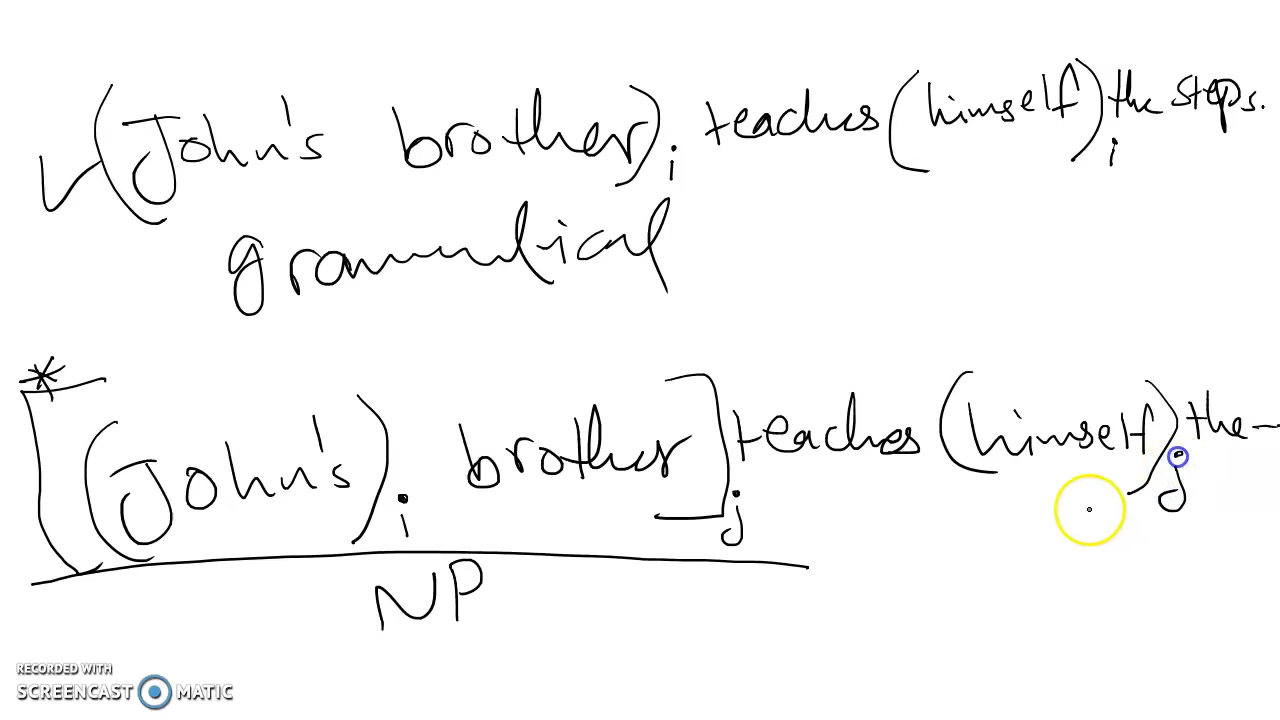 (John's brother)i teaches (himself)i the steps.
grammatical
*
[(John's)i brother]j teaches (himself)j the
NP
RECORDED WITH
SCREENCAST MATIC